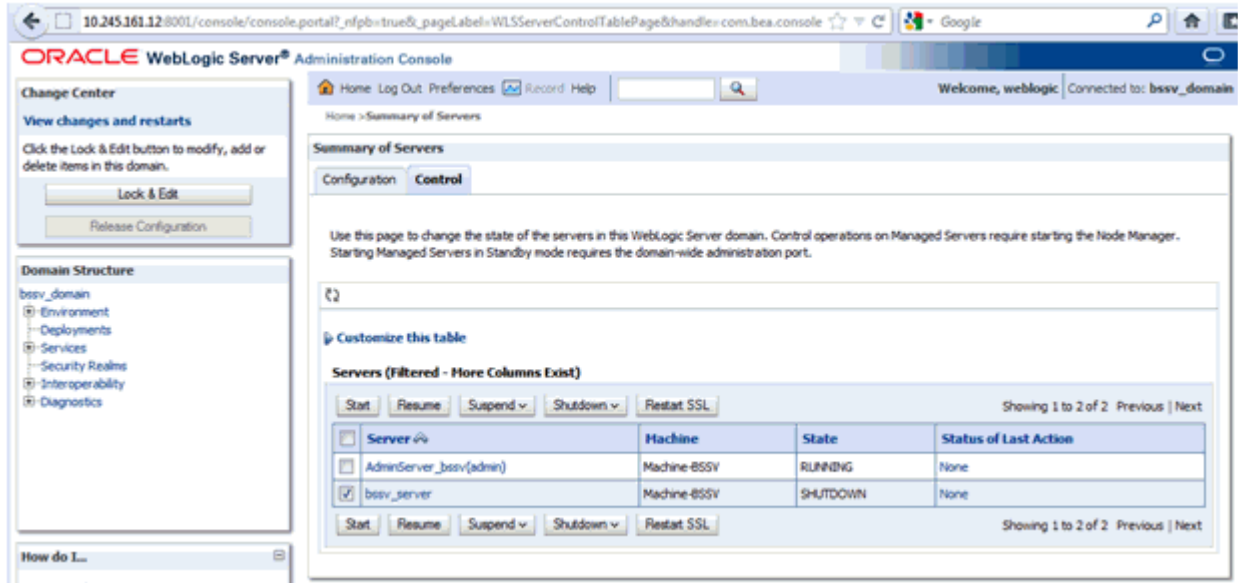 10.245.161.12:8001/console/console.portal?_nfpb=true&_pageLabel=WLSServerControlTablePage&handle=com.bea.console
Google
ORACLE WebLogic Server® Administration Console
Change Center
View changes and restarts
Click the Lock & Edit button to modify, add or
delete items in this domain.
Lock & Edit
Release Configuration
Domain Structure
bssv_domain
Environment
Deployments
Services
Security Realms
Interoperability
Diagnostics
How do I...
Home Log Out Preferences Record Help
Welcome, weblogic Connected to: bssv_domain
Home >Summary of Servers
Summary of Servers
Configuration Control
Use this page to change the state of the servers in this WebLogic Server domain. Control operations on Managed Servers require starting the Node Manager.
Starting Managed Servers in Standby mode requires the domain-wide administration port.
Customize this table
Servers (Filtered - More Columns Exist)
Start Resume Suspend Shutdown Restart SSL Showing 1 to 2 of 2 Previous | Next
Server Machine State Status of Last Action
AdminServer_bssv(admin) Machine-BSSV RUNNING None
bssv_server Machine-BSSV SHUTDOWN None
Start Resume Suspend Shutdown Restart SSL Showing 1 to 2 of 2 Previous | Next